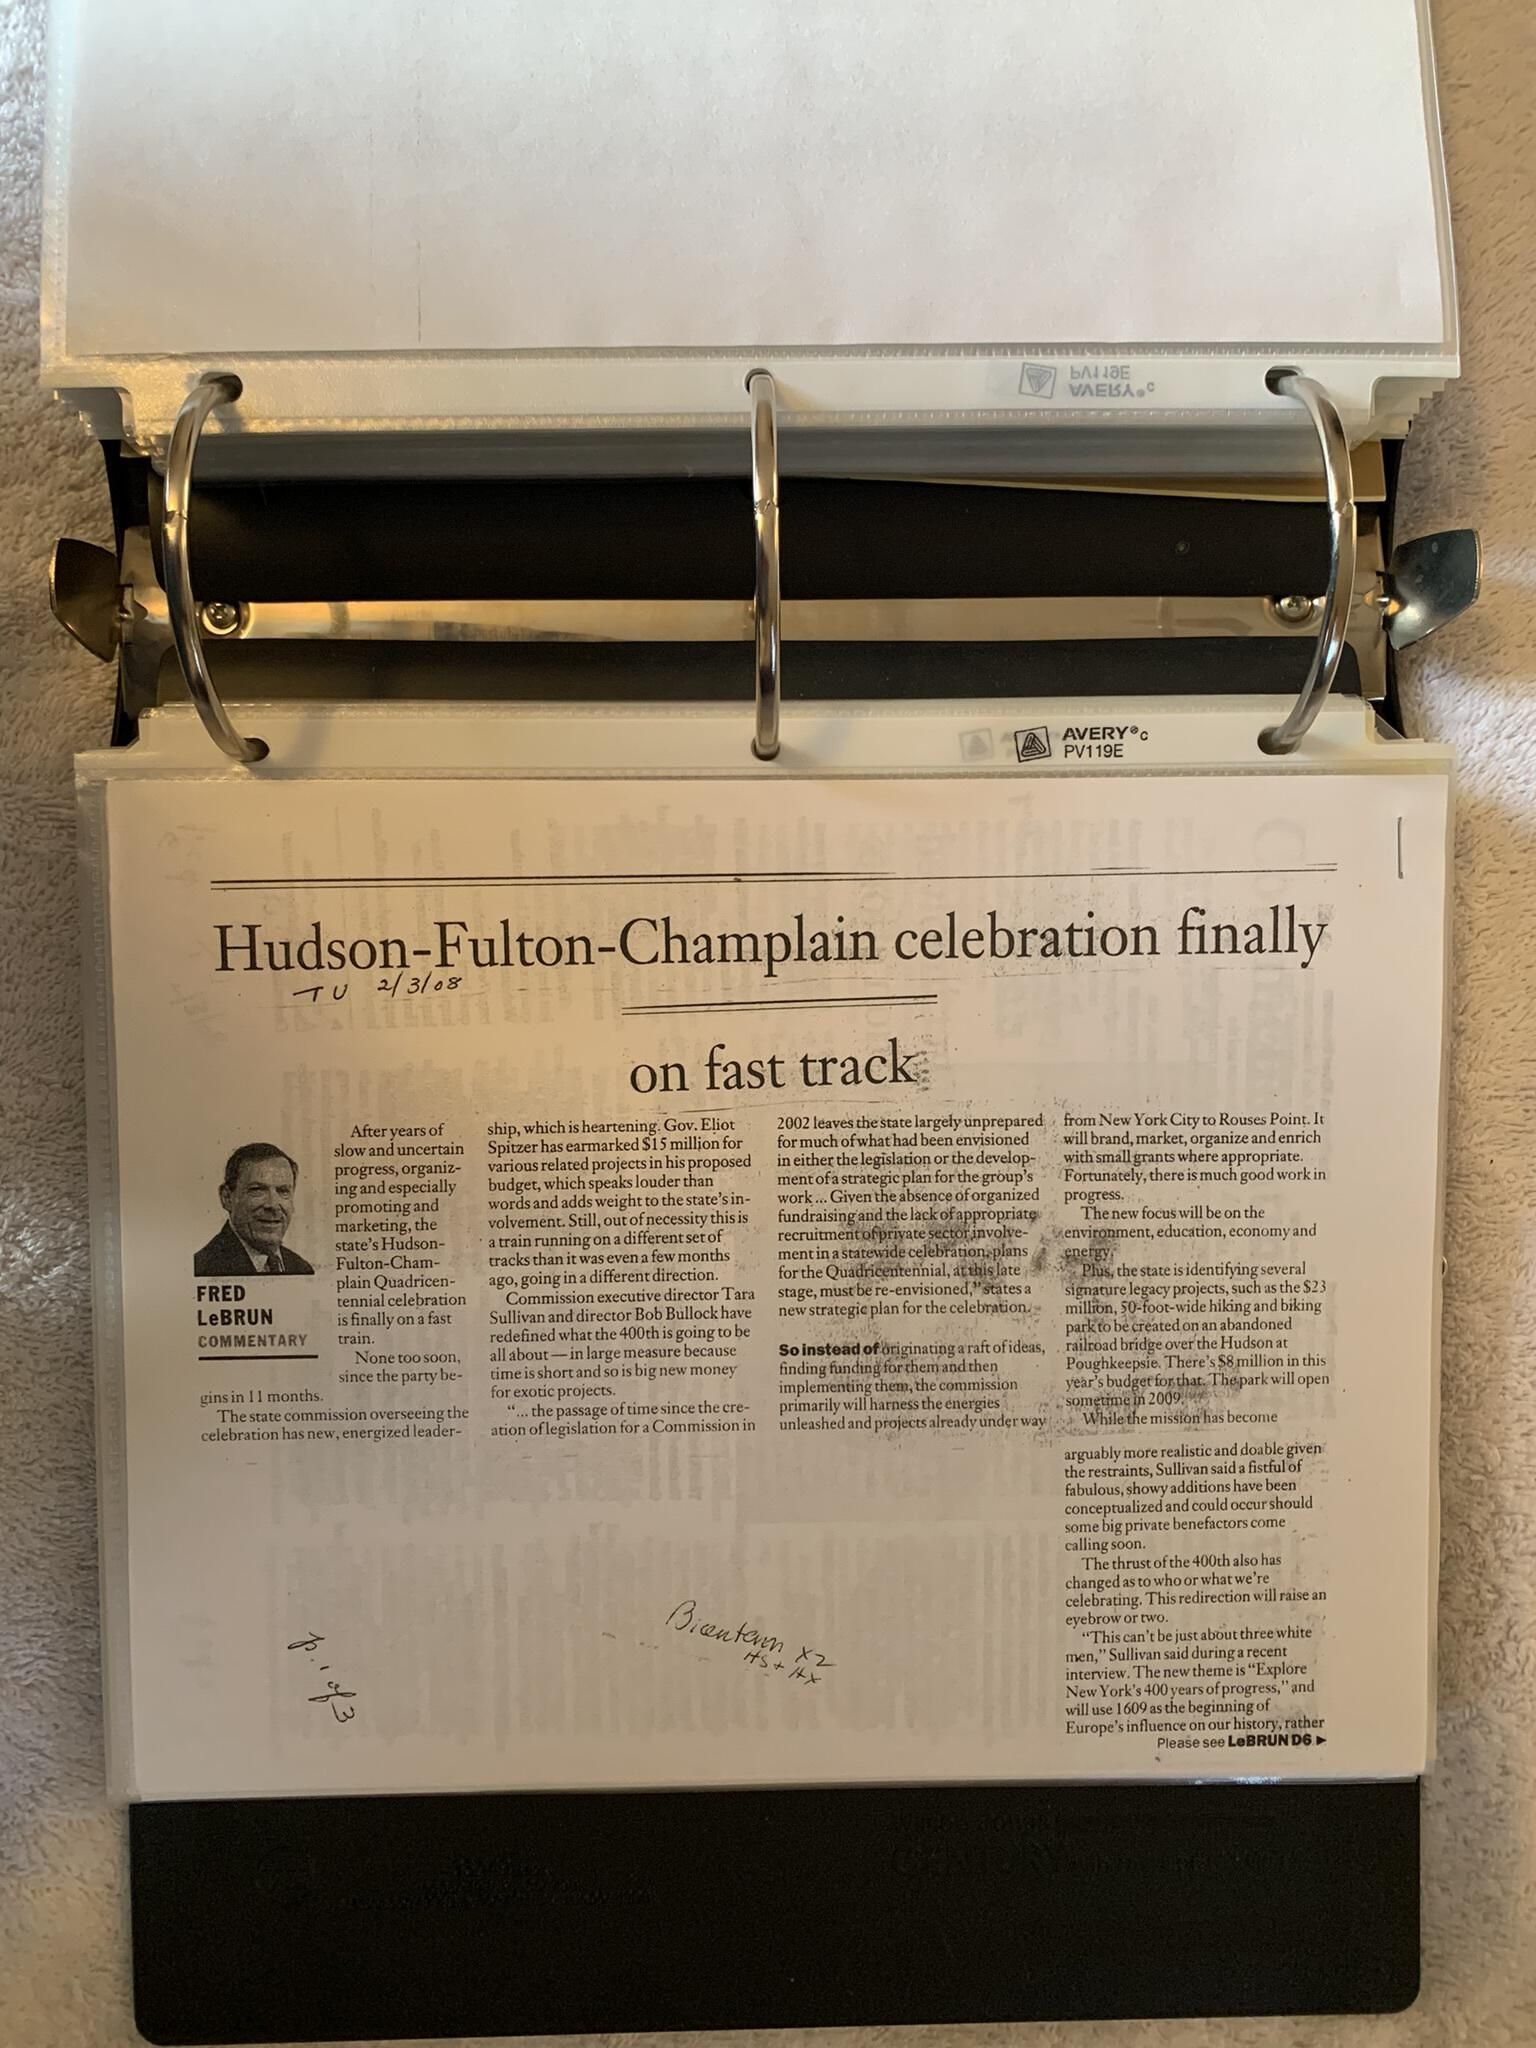 AVERY® c
PV119E
AVERY® c
PV119E
Hudson-Fulton-Champlain celebration finally
TU 2/3/08
on fast track
FRED
LeBRUN
COMMENTARY
After years of
slow and uncertain
progress, organiz-
ing and especially
promoting and
marketing, the
state's Hudson-
Fulton-Cham-
plain Quadricen-
tennial celebration
is finally on a fast
train.
None too soon,
since the party be-
gins in 11 months.
The state commission overseeing the
celebration has new, energized leader-
ship, which is heartening. Gov. Eliot
Spitzer has earmarked $15 million for
various related projects in his proposed
budget, which speaks louder than
words and adds weight to the state's in-
volvement. Still, out of necessity this is
a train running on a different set of
tracks than it was even a few months
ago, going in a different direction.
Commission executive director Tara
Sullivan and director Bob Bullock have
redefined what the 400th is going to be
all about — in large measure because
time is short and so is big new money
for exotic projects.
"... the passage of time since the cre-
ation of legislation for a Commission in
2002 leaves the state largely unprepared
for much of what had been envisioned
in either the legislation or the develop-
ment of a strategic plan for the group's
work ... Given the absence of organized
fundraising and the lack of appropriate
recruitment of private sector involve-
ment in a statewide celebration, plans
for the Quadricentennial, at this late
stage, must be re-envisioned," states a
new strategic plan for the celebration.
So instead of originating a raft of ideas,
finding funding for them and then
implementing them, the commission
primarily will harness the energies
unleashed and projects already under way
from New York City to Rouses Point. It
will brand, market, organize and enrich
with small grants where appropriate.
Fortunately, there is much good work in
progress.
The new focus will be on the
environment, education, economy and
energy.
Plus, the state is identifying several
signature legacy projects, such as the $23
million, 50-foot-wide hiking and biking
park to be created on an abandoned
railroad bridge over the Hudson at
Poughkeepsie. There's $8 million in this
year's budget for that. The park will open
sometime in 2009.
While the mission has become
arguably more realistic and doable given
the restraints, Sullivan said a fistful of
fabulous, showy additions have been
conceptualized and could occur should
some big private benefactors come
calling soon.
The thrust of the 400th also has
changed as to who or what we're
celebrating. This redirection will raise an
eyebrow or two.
"This can't be just about three white
men," Sullivan said during a recent
interview. The new theme is "Explore
New York's 400 years of progress," and
will use 1609 as the beginning of
Europe's influence on our history, rather
Please see LeBRUN D6 ▶
Bicentenn x2
HS + HX
p. 1 of 3